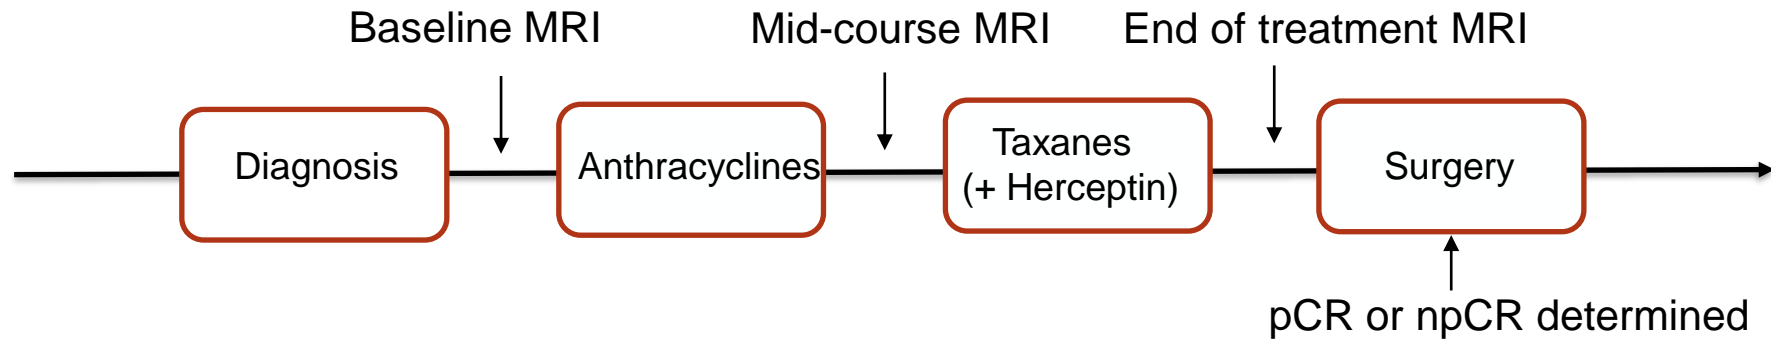 Baseline MRI
Mid-course MRI
End of treatment MRI
Diagnosis
Anthracyclines
Taxanes
(+ Herceptin)
Surgery
pCR or npCR determined